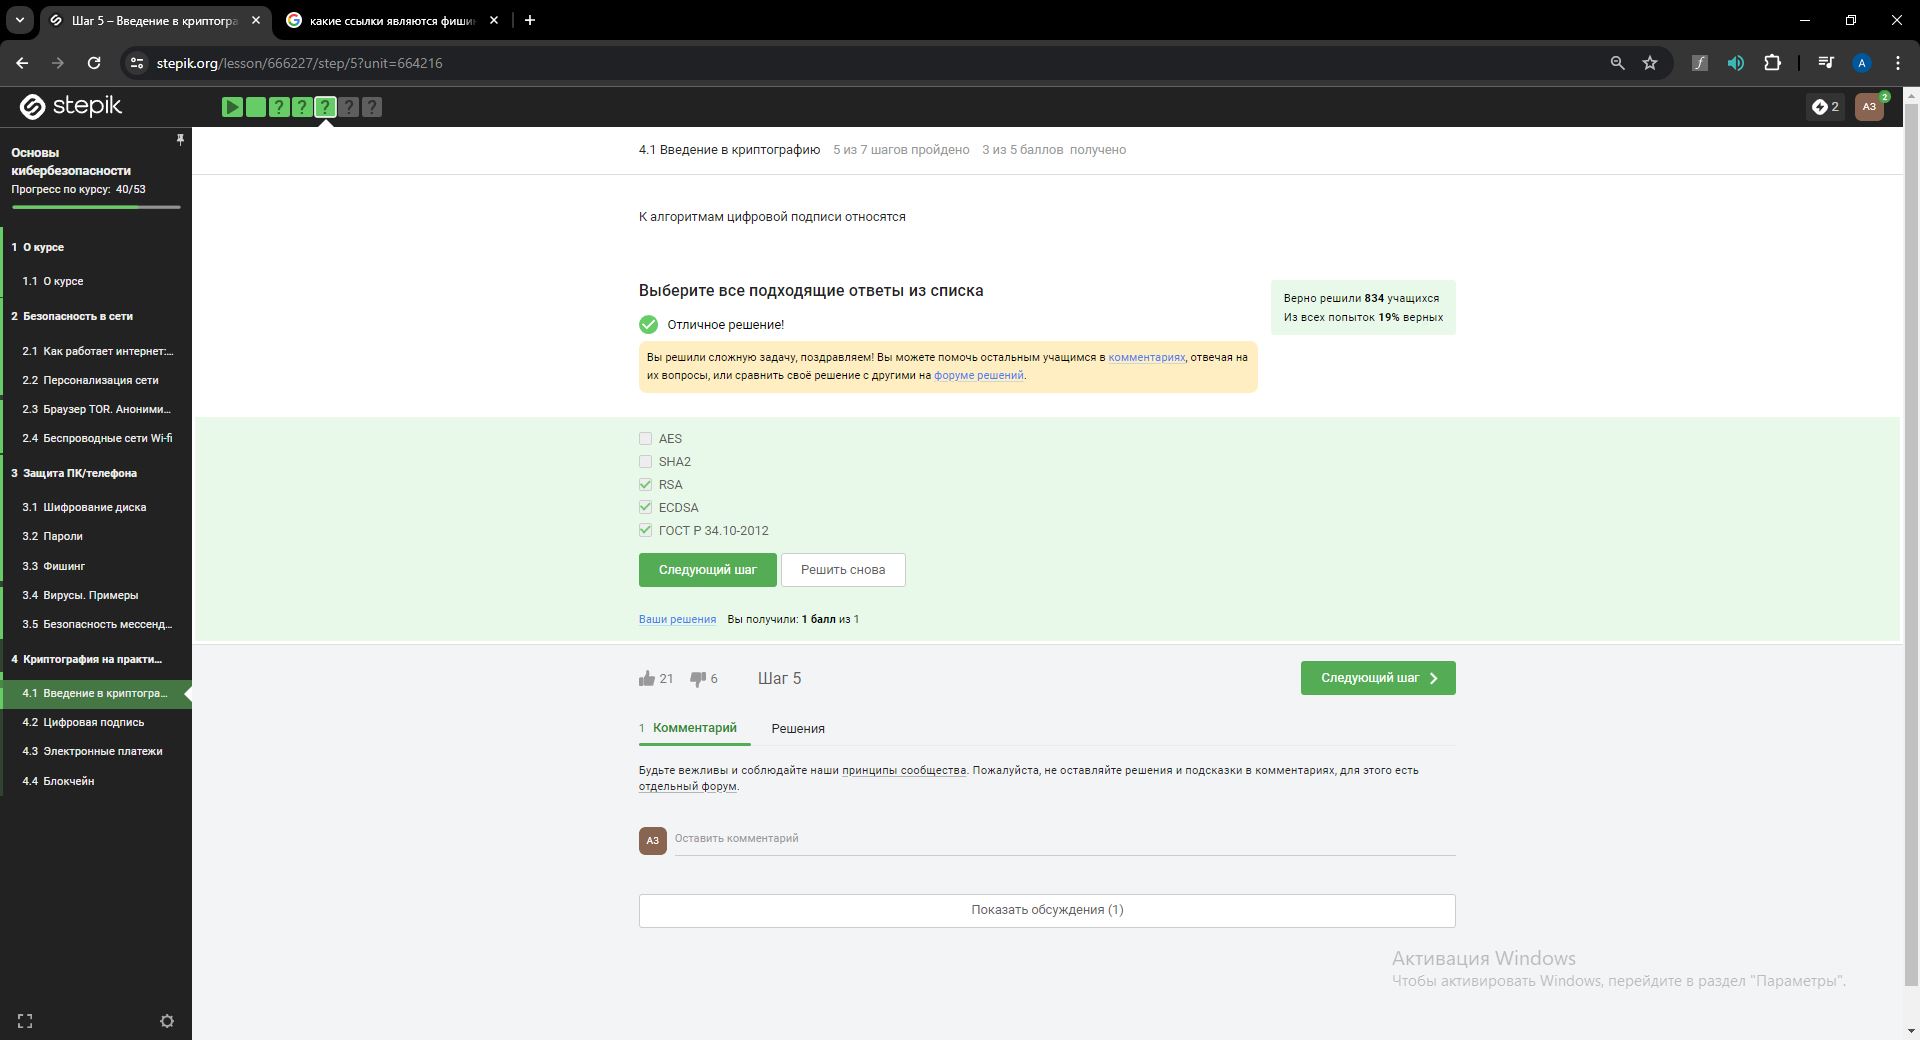 Шаг 5 – Введение в криптогра
какие ссылки являются фиши
stepik.org/lesson/666227/step/5?unit=664216
A
stepik
? ? ? ? ?
2
АЗ
2
Основы
кибербезопасности
Прогресс по курсу: 40/53
1 О курсе
1.1 О курсе
2 Безопасность в сети
2.1 Как работает интернет:...
2.2 Персонализация сети
2.3 Браузер TOR. Аноними...
2.4 Беспроводные сети Wi-fi
3 Защита ПК/телефона
3.1 Шифрование диска
3.2 Пароли
3.3 Фишинг
3.4 Вирусы. Примеры
3.5 Безопасность мессенд...
4 Криптография на практи...
4.1 Введение в криптогра...
4.2 Цифровая подпись
4.3 Электронные платежи
4.4 Блокчейн
4.1 Введение в криптографию 5 из 7 шагов пройдено 3 из 5 баллов получено
К алгоритмам цифровой подписи относятся
Выберите все подходящие ответы из списка
Отличное решение!
Верно решили 834 учащихся
Из всех попыток 19% верных
Вы решили сложную задачу, поздравляем! Вы можете помочь остальным учащимся в комментариях, отвечая на
их вопросы, или сравнить своё решение с другими на форуме решений.
AES
SHA2
RSA
ECDSA
ГОСТ Р 34.10-2012
Следующий шаг
Решить снова
Ваши решения Вы получили: 1 балл из 1
21 6 Шаг 5
Следующий шаг
1 Комментарий Решения
Будьте вежливы и соблюдайте наши принципы сообщества. Пожалуйста, не оставляйте решения и подсказки в комментариях, для этого есть
отдельный форум.
АЗ
Оставить комментарий
Показать обсуждения (1)
Активация Windows
Чтобы активировать Windows, перейдите в раздел "Параметры".